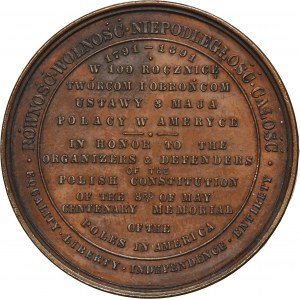 RÓWNOŚĆ · WOLNOŚĆ · NIEPODLEGŁOŚĆ · CAŁOŚĆ
1791–1891
W 100 ROCZNICĘ
TWÓRCOM I OBROŃCOM
USTAWY 3 MAJA
POLACY W AMERYCE
IN HONOR TO THE
ORGANIZERS & DEFENDERS
OF THE
POLISH CONSTITUTION
OF THE 3RD OF MAY
CENTENARY MEMORIAL
OF THE
POLES IN AMERICA
EQUALITY · LIBERTY · INDEPENDENCE · ENTIRETY